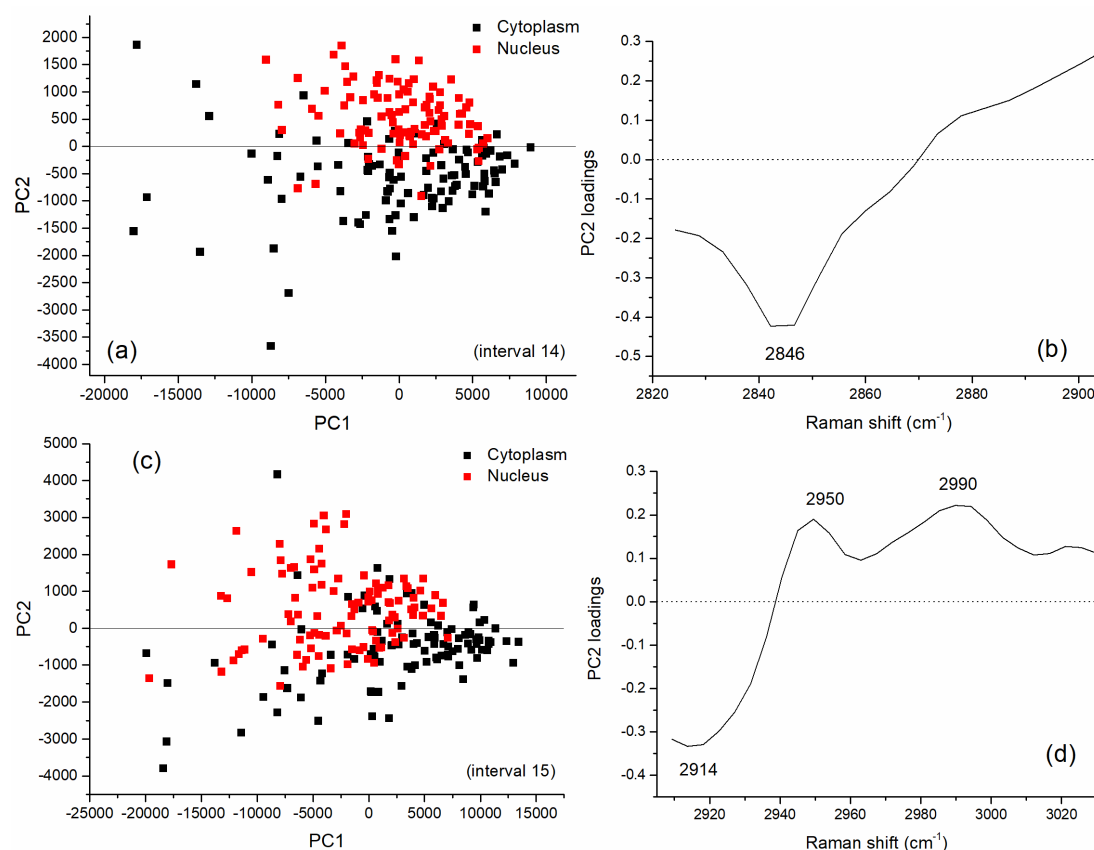 Cytoplasm
Nucleus
2000
1500
1000
500
0
-500
-1000
-1500
-2000
-2500
-3000
-3500
-4000
PC2
(a)
(interval 14)
-20000 -15000 -10000 -5000 0 5000 10000
PC1
0.3
0.2
0.1
0.0
-0.1
-0.2
-0.3
-0.4
-0.5
PC2 loadings
2846
(b)
2820 2840 2860 2880 2900
Raman shift (cm⁻¹)
(c)
Cytoplasm
Nucleus
5000
4000
3000
2000
1000
0
-1000
-2000
-3000
-4000
PC2
(interval 15)
-25000 -20000 -15000 -10000 -5000 0 5000 10000 15000
PC1
0.3
0.2
0.1
0.0
-0.1
-0.2
-0.3
-0.4
PC2 loadings
2950
2990
2914
(d)
2920 2940 2960 2980 3000 3020
Raman shift (cm⁻¹)